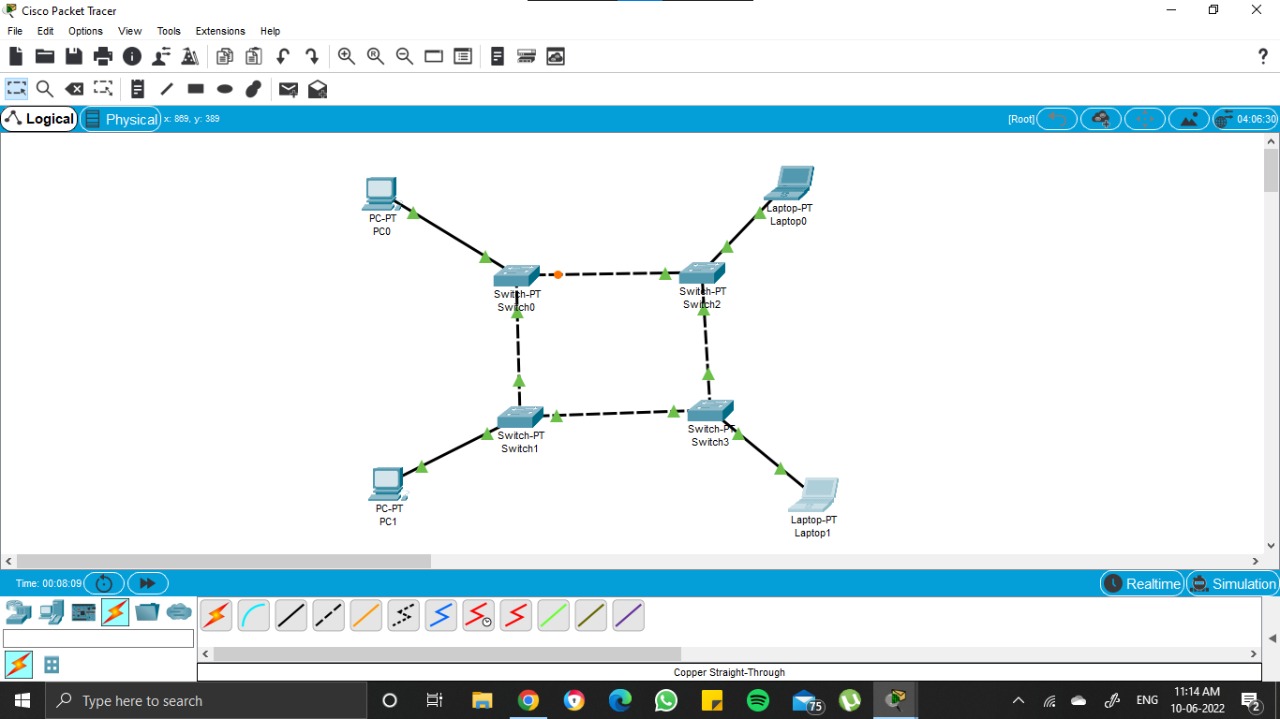 Cisco Packet Tracer
File Edit Options View Tools Extensions Help
?
Logical Physical x: 869, y: 389 [Root] 04:06:30
PC-PT
PC0
Laptop-PT
Laptop0
Switch-PT
Switch0
Switch-PT
Switch2
Switch-PT
Switch1
Switch-PT
Switch3
PC-PT
PC1
Laptop-PT
Laptop1
Time: 00:08:09 Realtime Simulation
Copper Straight-Through
Type here to search
75
ENG
11:14 AM
10-06-2022
2